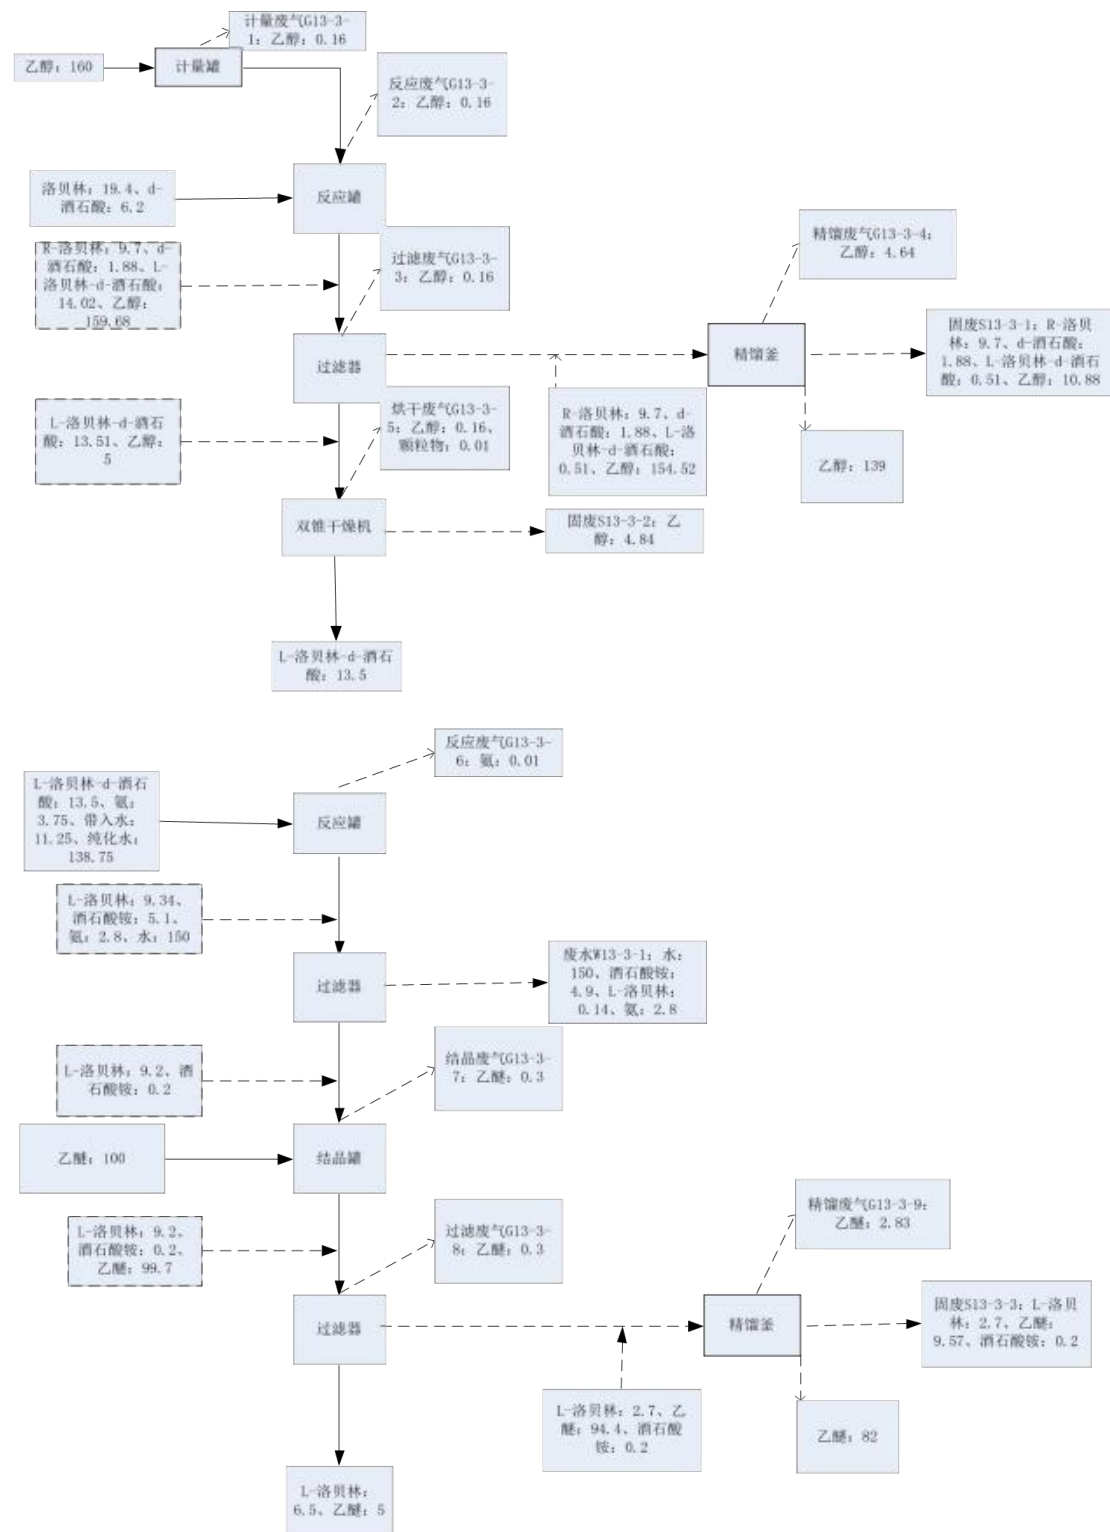 计量废气G13-3-
1：乙醇：0.16
乙醇：160
计量罐
反应废气G13-3-
2：乙醇：0.16
洛贝林：19.4、d-
酒石酸：6.2
反应罐
R-洛贝林：9.7、d-
酒石酸：1.88、L-
洛贝林-d-酒石酸：
14.02、乙醇：
159.68
过滤废气G13-3-
3：乙醇：0.16
精馏废气G13-3-4：
乙醇：4.64
过滤器
精馏釜
固废S13-3-1：R-洛贝
林：9.7、d-酒石酸：
1.88、L-洛贝林-d-酒石
酸：0.51、乙醇：10.88
L-洛贝林-d-酒石
酸：13.51、乙醇：
5
烘干废气G13-3-
5：乙醇：0.16、
颗粒物：0.01
R-洛贝林：9.7、d-
酒石酸：1.88、L-洛
贝林-d-酒石酸：
0.51、乙醇：154.52
乙醇：139
双锥干燥机
固废S13-3-2：乙
醇：4.84
L-洛贝林-d-酒石
酸：13.5
反应废气G13-3-
6：氨：0.01
L-洛贝林-d-酒石
酸：13.5、氨：
3.75、带入水：
11.25、纯化水：
138.75
反应罐
L-洛贝林：9.34、
酒石酸铵：5.1、
氨：2.8、水：150
过滤器
废水W13-3-1：水：
150、酒石酸铵：
4.9、L-洛贝林：
0.14、氨：2.8
L-洛贝林：9.2、酒
石酸铵：0.2
结晶废气G13-3-
7：乙醚：0.3
乙醚：100
结晶罐
L-洛贝林：9.2、
酒石酸铵：0.2、
乙醚：99.7
过滤废气G13-3-
8：乙醚：0.3
精馏废气G13-3-9：
乙醚：2.83
过滤器
精馏釜
固废S13-3-3：L-洛贝
林：2.7、乙醚：
9.57、酒石酸铵：0.2
L-洛贝林：2.7、乙
醚：94.4、酒石酸
铵：0.2
乙醚：82
L-洛贝林：
6.5、乙醚：5